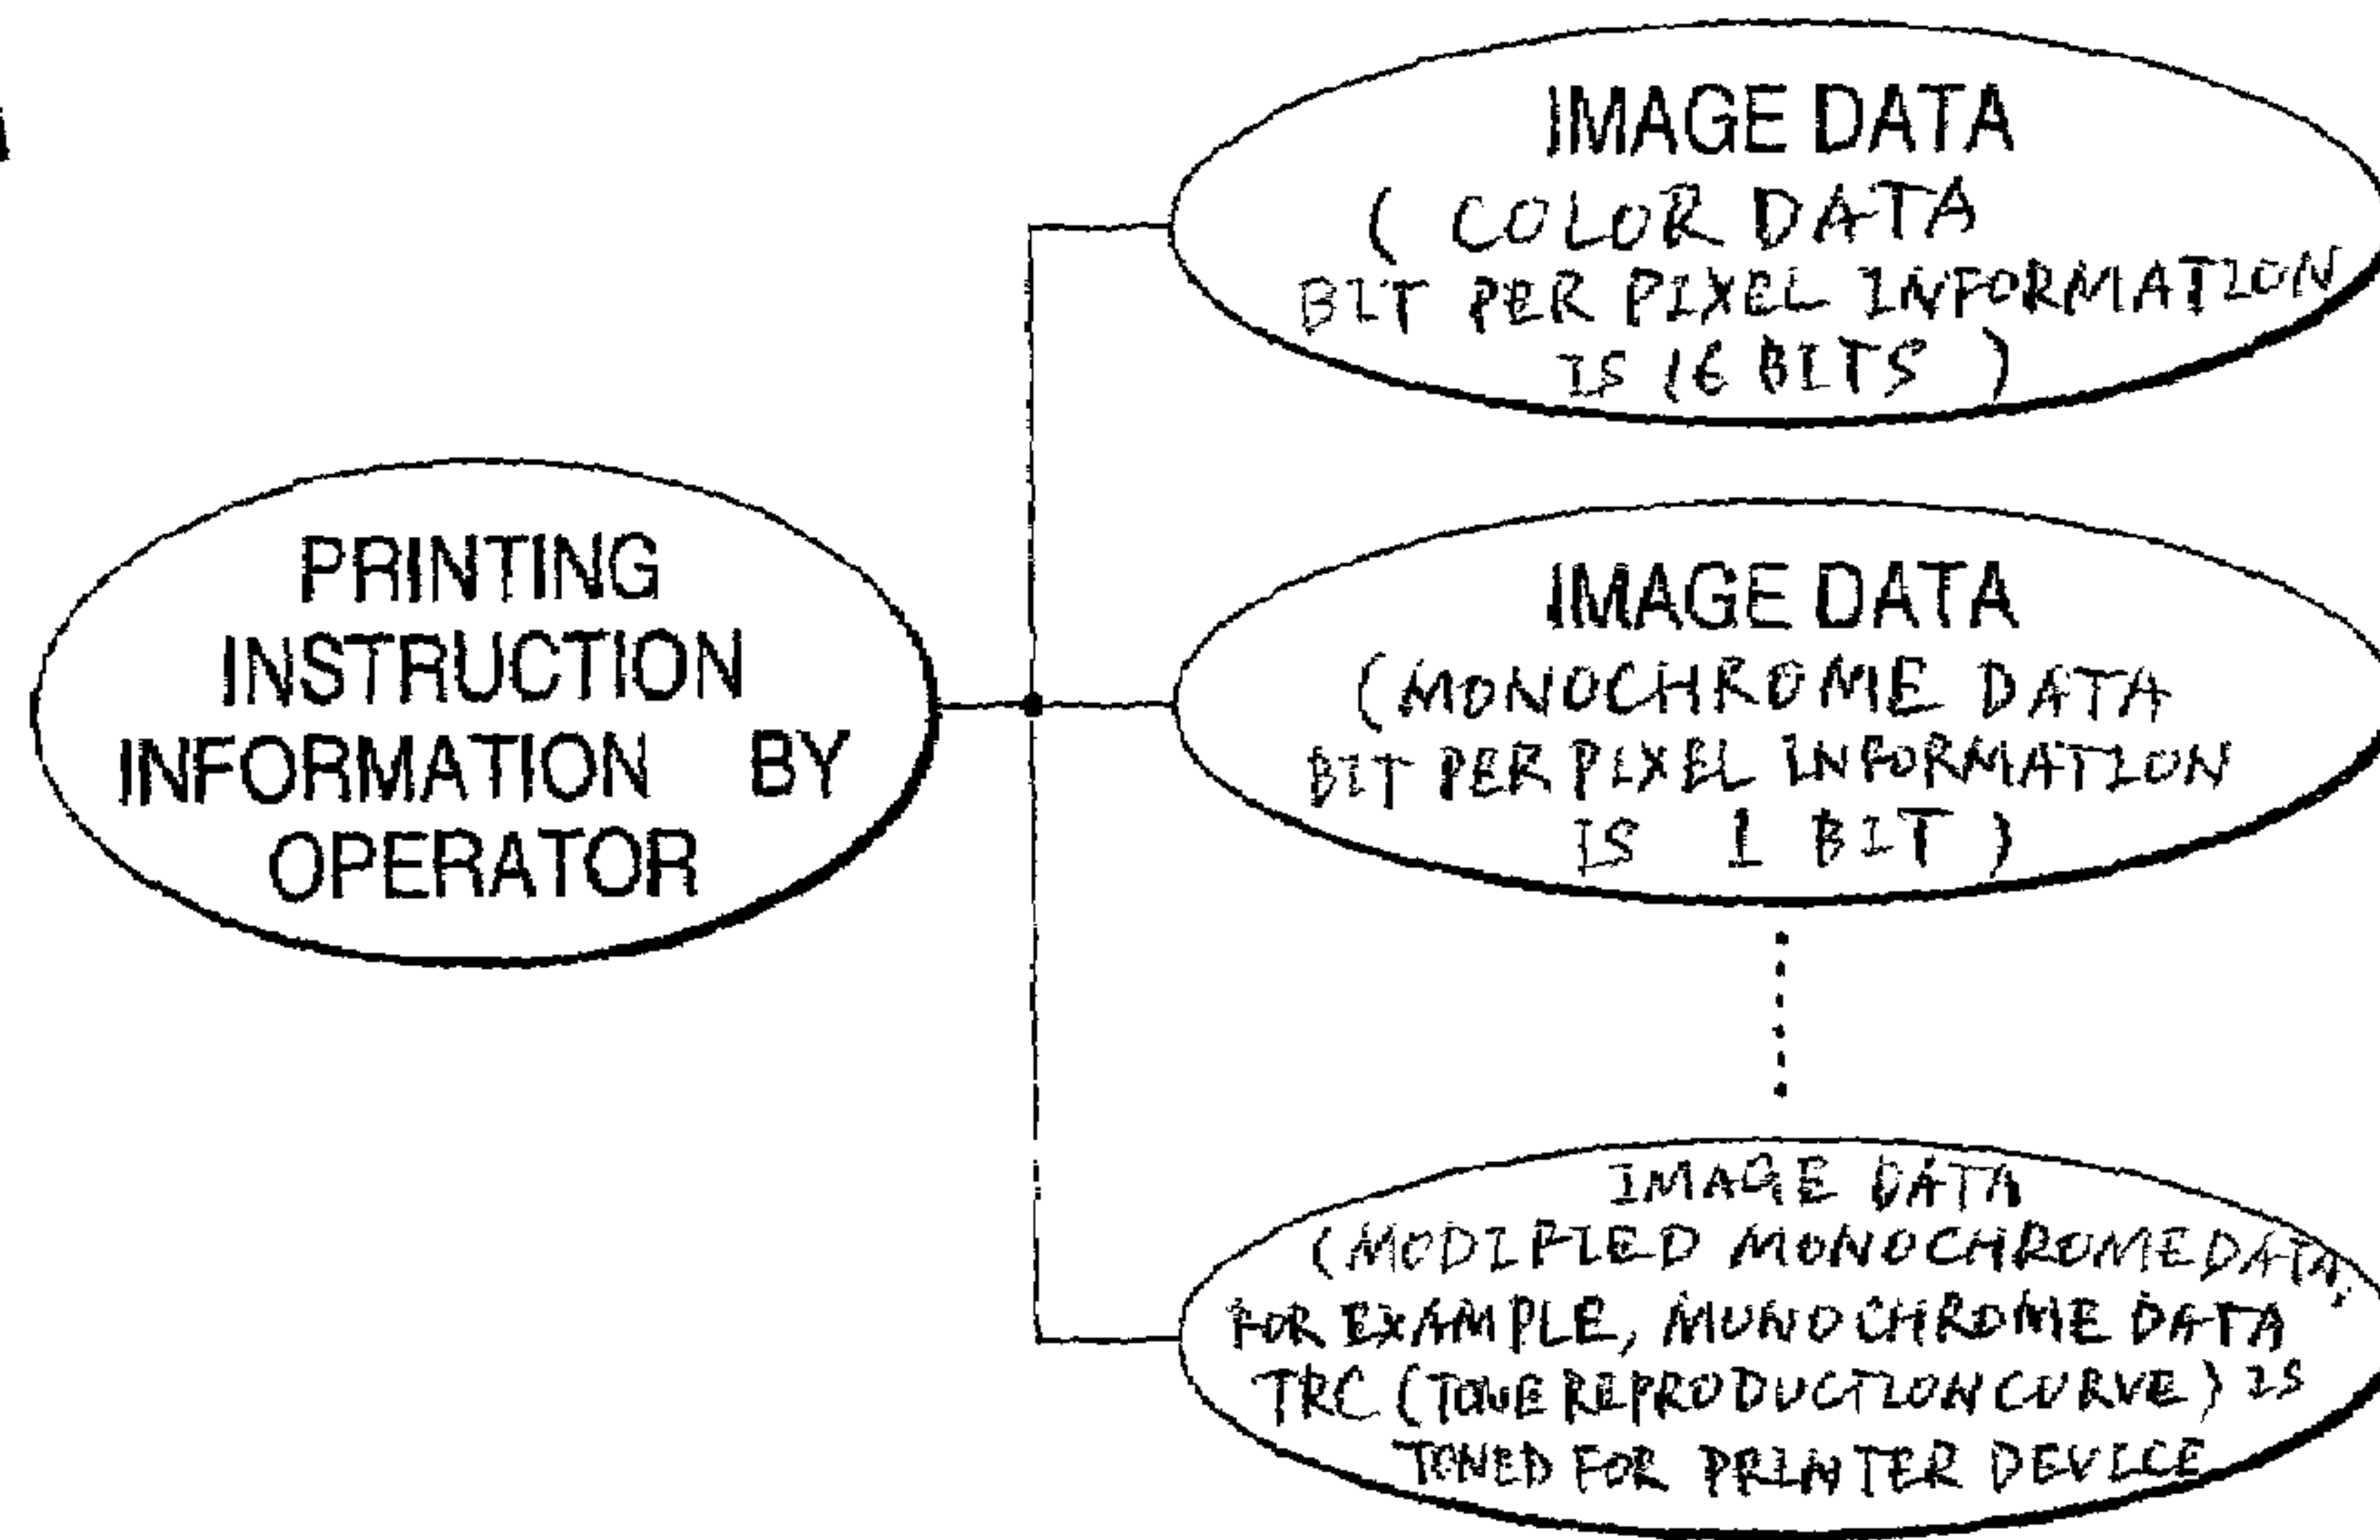 PRINTING
INSTRUCTION
INFORMATION BY
OPERATOR
IMAGE DATA
( COLOR DATA
BIT PER PIXEL INFORMATION
IS 16 BITS )
IMAGE DATA
(MONOCHROME DATA
BIT PER PIXEL INFORMATION
IS 1 BIT )
IMAGE DATA
(MODIFIED MONOCHROME DATA,
FOR EXAMPLE, MONOCHROME DATA
TRC (TONE REPRODUCTION CURVE) IS
TONED FOR PRINTER DEVICE